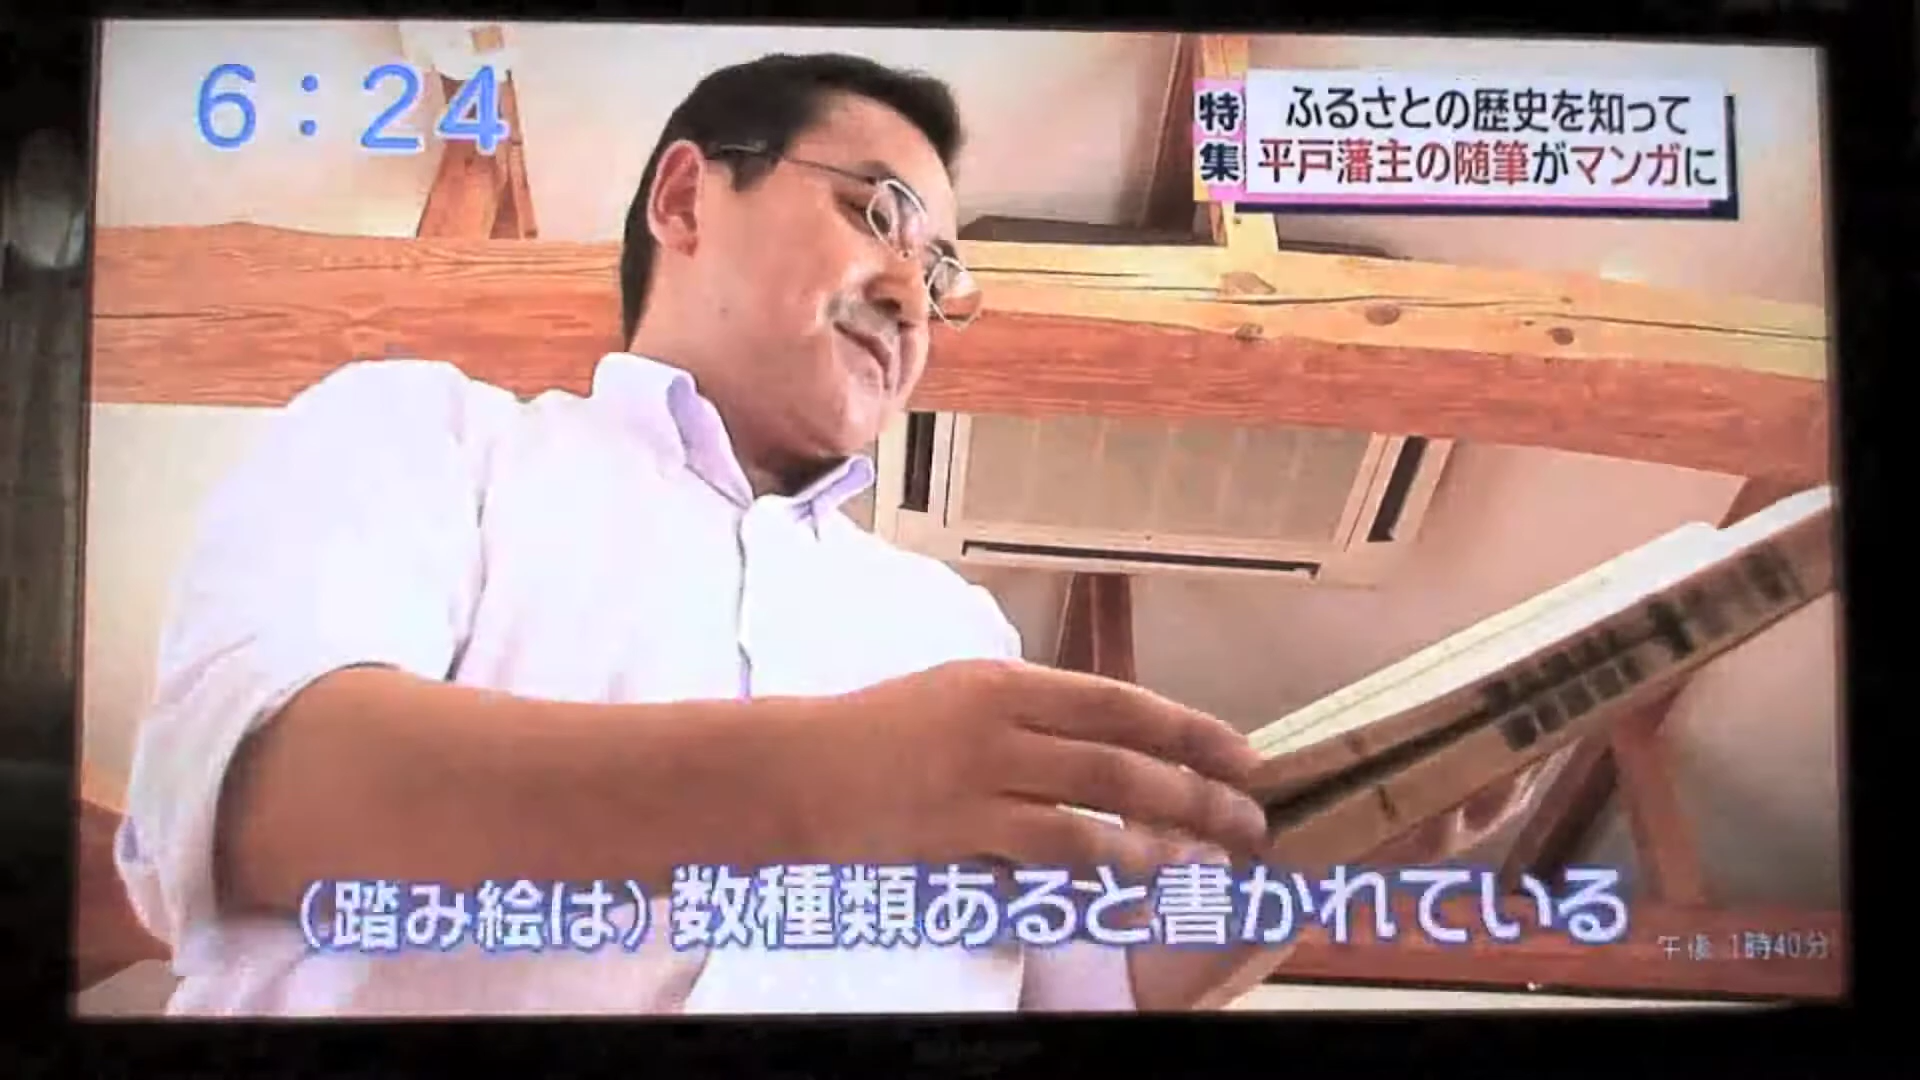 6:24
特集
ふるさとの歴史を知って
平戸藩主の随筆がマンガに
（踏み絵は）数種類あると書かれている
午後 1時40分